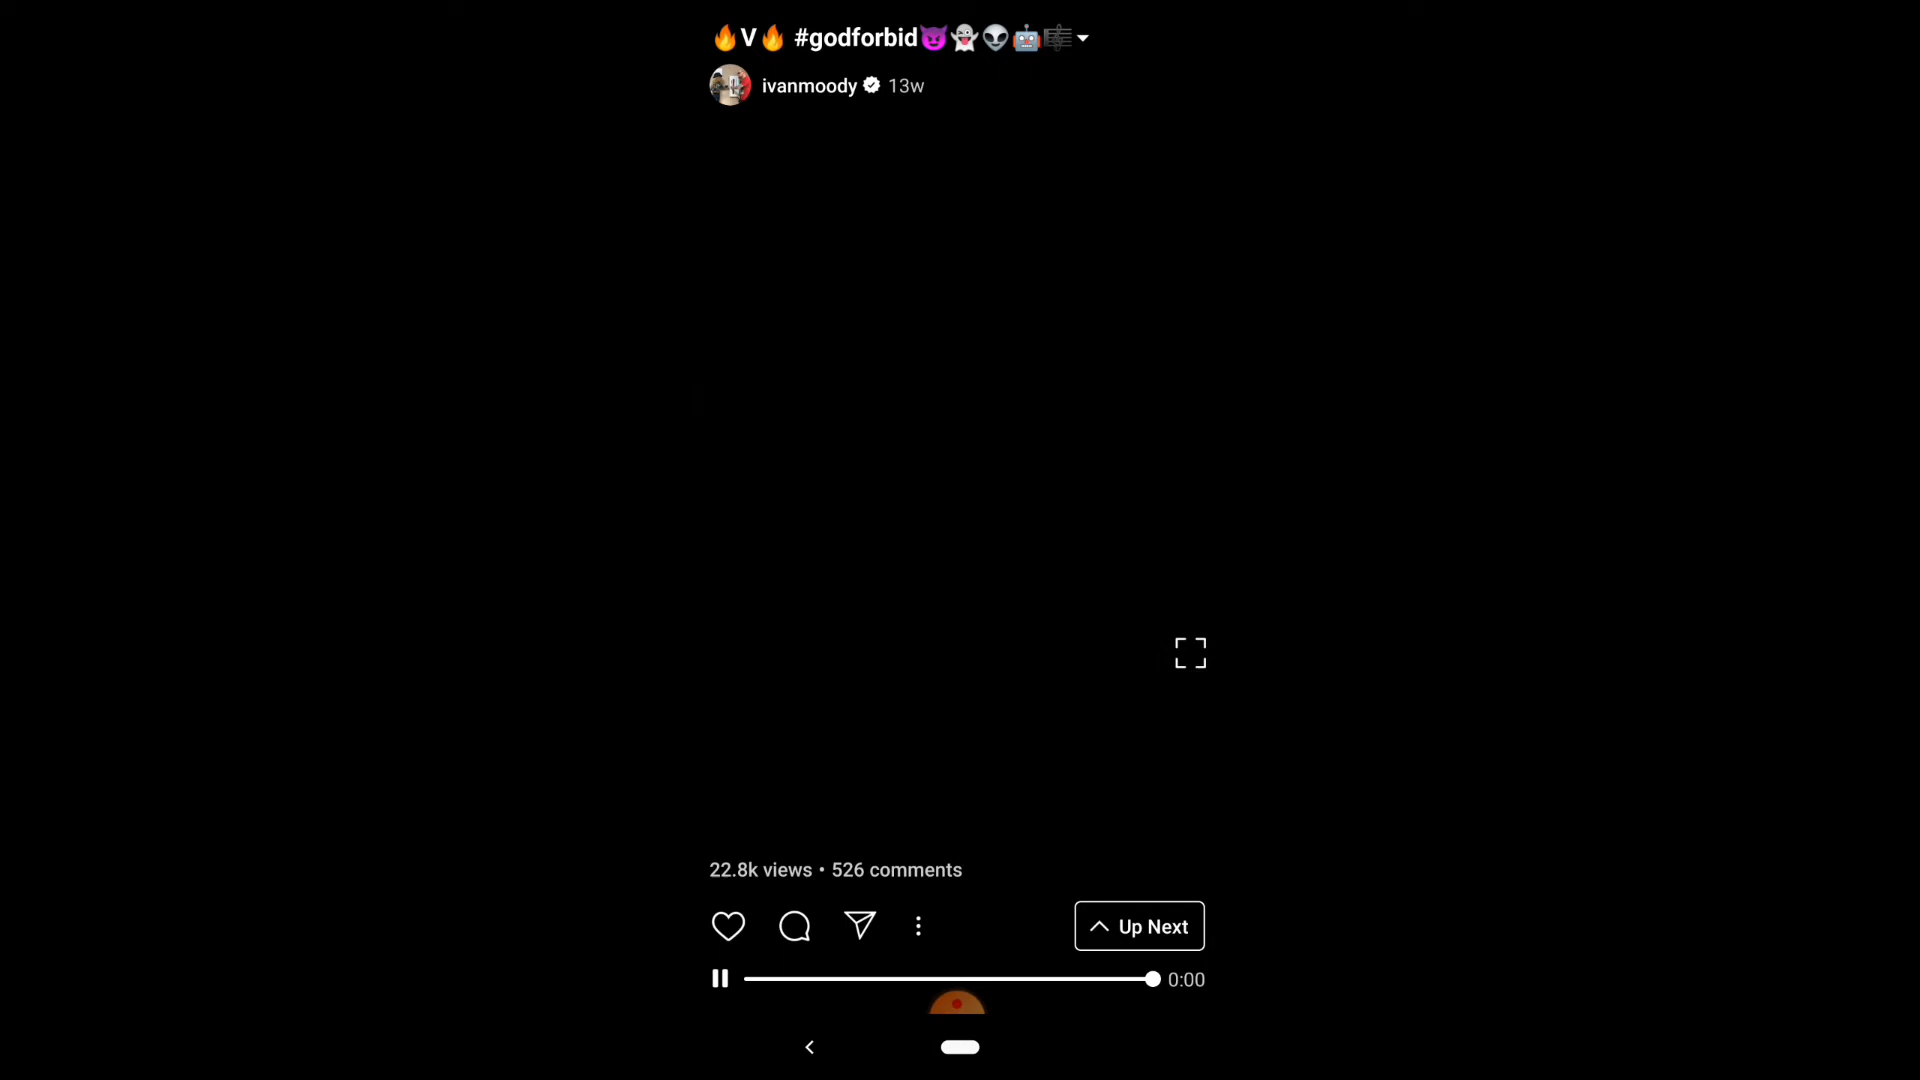 🔥V🔥 #godforbid😈👻👽🤖🎼
ivanmoody 13w
22.8k views • 526 comments
Up Next
0:00